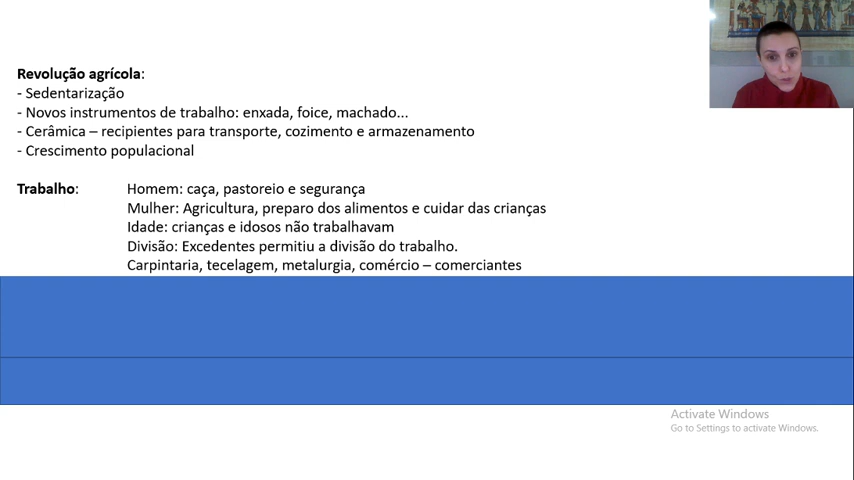 Revolução agrícola:
- Sedentarização
- Novos instrumentos de trabalho: enxada, foice, machado...
- Cerâmica – recipientes para transporte, cozimento e armazenamento
- Crescimento populacional
Trabalho: Homem: caça, pastoreio e segurança
Mulher: Agricultura, preparo dos alimentos e cuidar das crianças
Idade: crianças e idosos não trabalhavam
Divisão: Excedentes permitiu a divisão do trabalho.
Carpintaria, tecelagem, metalurgia, comércio – comerciantes
Activate Windows
Go to Settings to activate Windows.